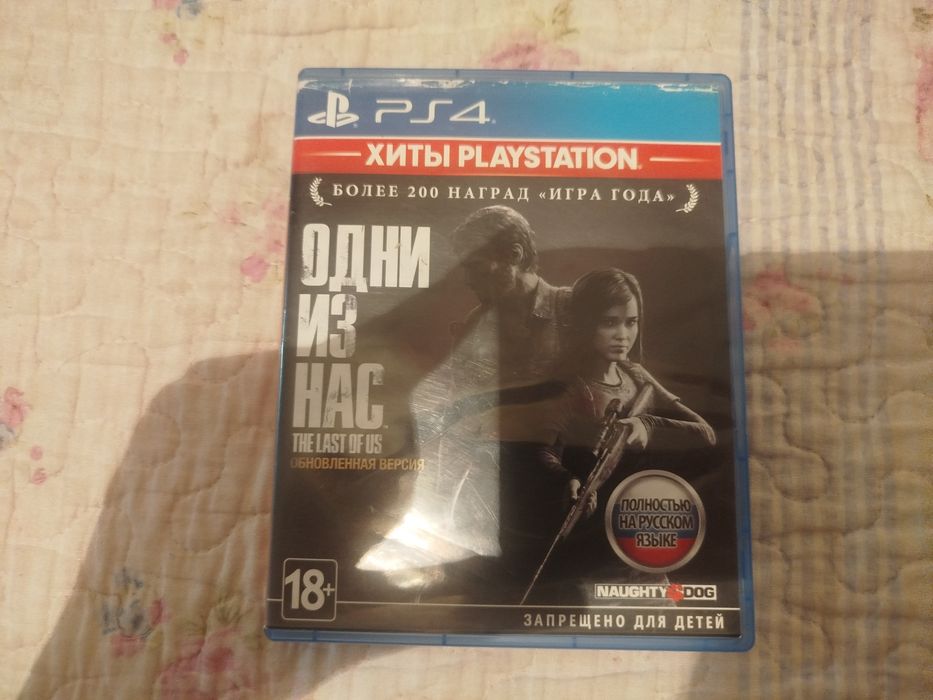 PS4
ХИТЫ PLAYSTATION
БОЛЕЕ 200 НАГРАД «ИГРА ГОДА»
ОДНИ
ИЗ
НАС
THE LAST OF US
ОБНОВЛЕННАЯ ВЕРСИЯ
ПОЛНОСТЬЮ
НА РУССКОМ
ЯЗЫКЕ
18+
NAUGHTY DOG
ЗАПРЕЩЕНО ДЛЯ ДЕТЕЙ